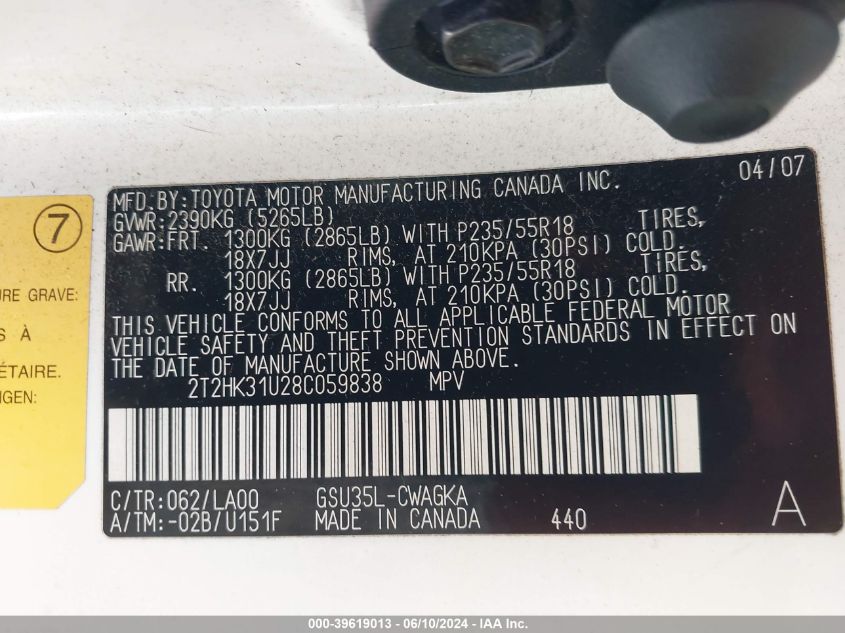 MFD.BY:TOYOTA MOTOR MANUFACTURING CANADA INC. 04/07
GVWR:2390KG (5265LB)
GAWR:FRT. 1300KG (2865LB) WITH P235/55R18 TIRES,
18X7JJ RIMS, AT 210KPA (30PSI) COLD.
RR. 1300KG (2865LB) WITH P235/55R18 TIRES,
18X7JJ RIMS, AT 210KPA (30PSI) COLD.
THIS VEHICLE CONFORMS TO ALL APPLICABLE FEDERAL MOTOR
VEHICLE SAFETY AND THEFT PREVENTION STANDARDS IN EFFECT ON
THE DATE OF MANUFACTURE SHOWN ABOVE.
2T2HK31U28C059838 MPV
C/TR:062/LA00 GSU35L-CWAGKA
A/TM:-02B/U151F MADE IN CANADA 440 A
7
URE GRAVE:
S À
ÉTAIRE.
NGEN:
000-39619013 - 06/10/2024 - IAA Inc.